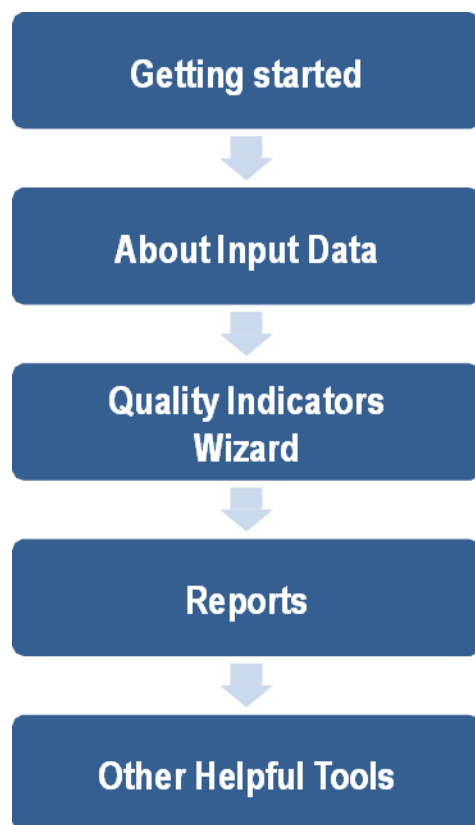 Getting started
About Input Data
Quality Indicators
Wizard
Reports
Other Helpful Tools